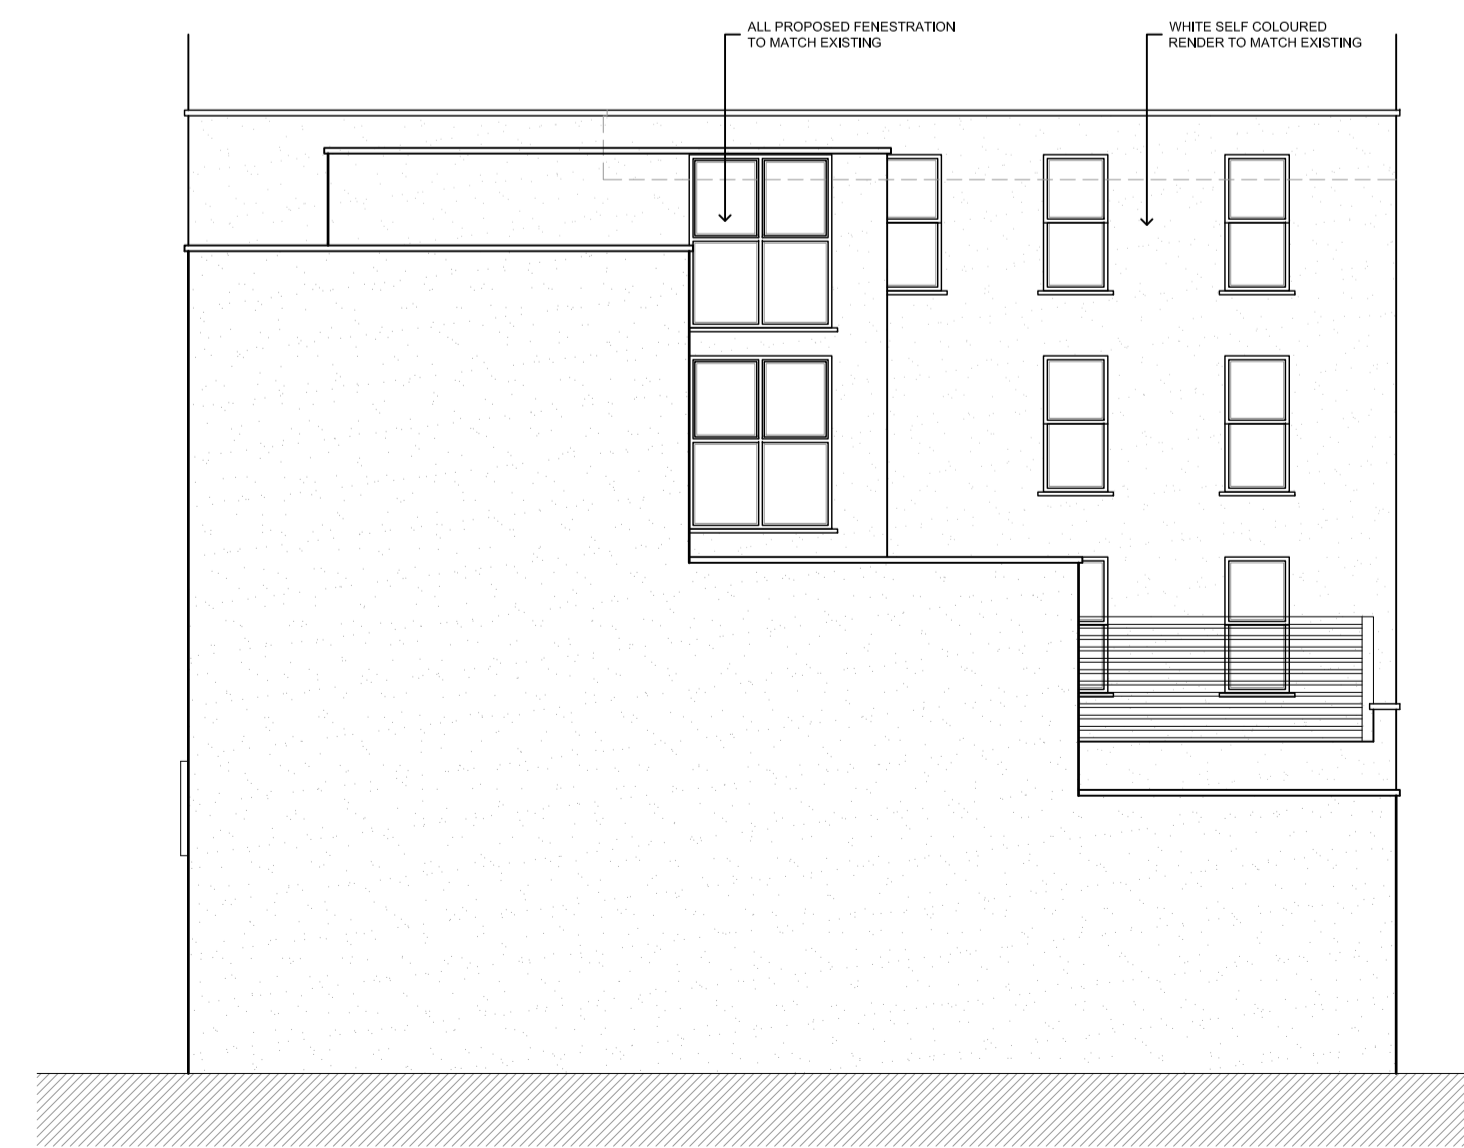 ALL PROPOSED FENESTRATION
TO MATCH EXISTING
WHITE SELF COLOURED
RENDER TO MATCH EXISTING